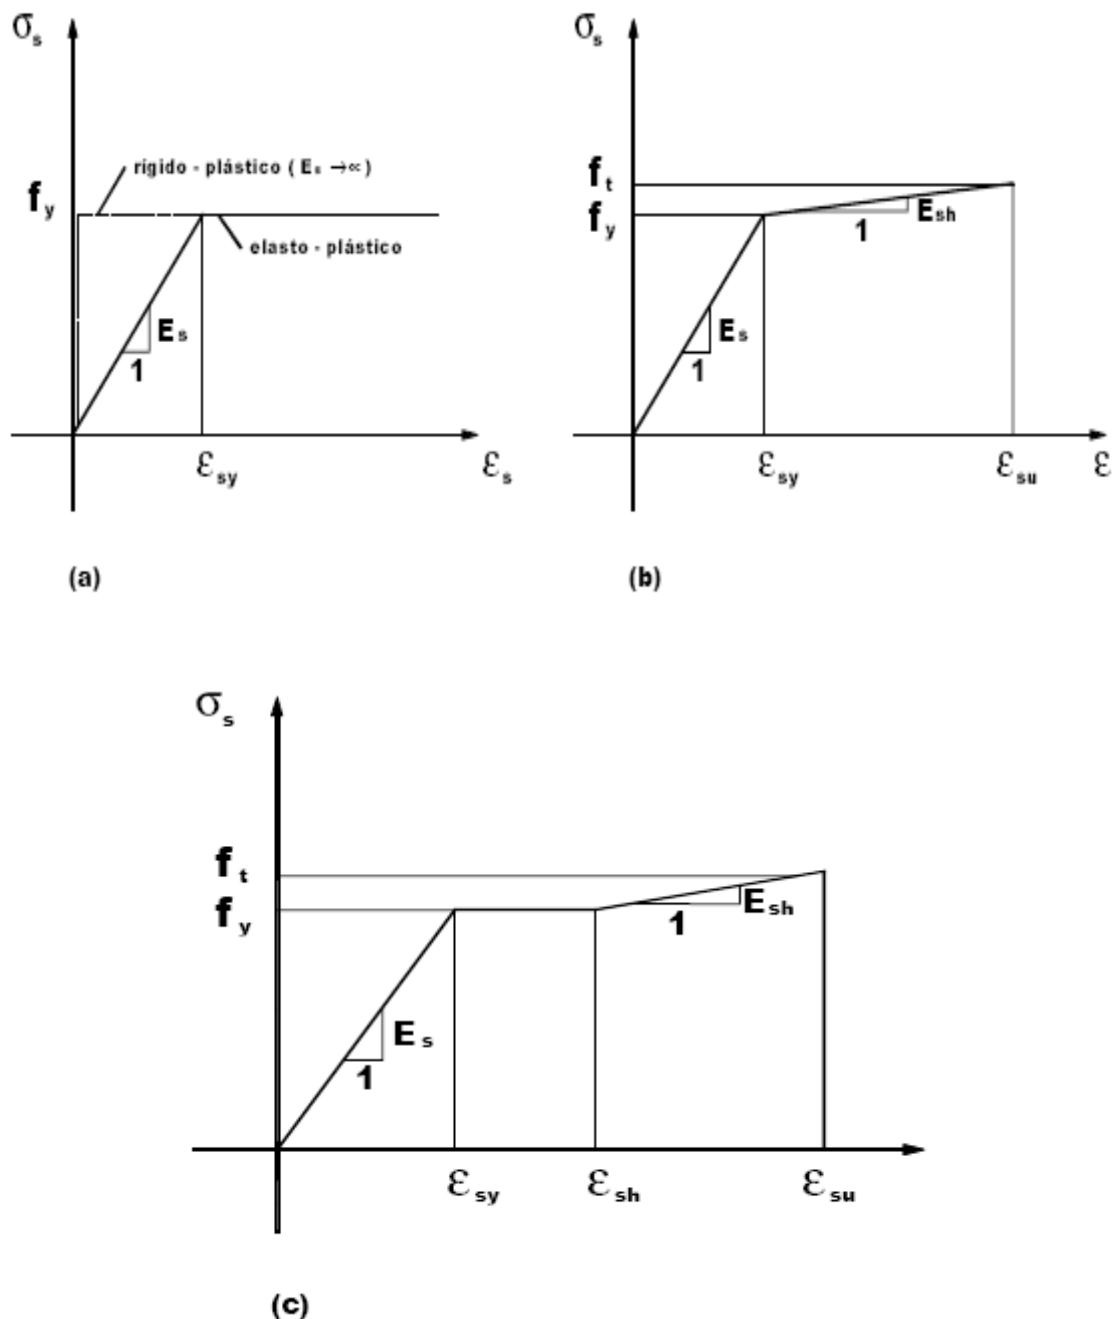 σs
rígido - plástico ( Es →∝ )
fy
elasto - plástico
Es
1
εsy
εs
(a)
σs
ft
fy
Esh
1
Es
1
εsy
εsu
ε
(b)
σs
ft
fy
Esh
1
Es
1
εsy
εsh
εsu
(c)